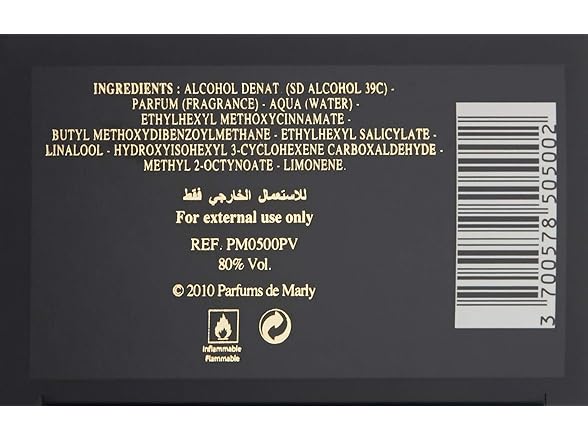 INGREDIENTS : ALCOHOL DENAT. (SD ALCOHOL 39C) -
PARFUM (FRAGRANCE) - AQUA (WATER) -
ETHYLHEXYL METHOXYCINNAMATE -
BUTYL METHOXYDIBENZOYLMETHANE - ETHYLHEXYL SALICYLATE -
LINALOOL - HYDROXYISOHEXYL 3-CYCLOHEXENE CARBOXALDEHYDE -
METHYL 2-OCTYNOATE - LIMONENE.
للاستعمال الخارجي فقط
For external use only
REF. PM0500PV
80% Vol.
© 2010 Parfums de Marly
Inflammable
Flammable
3 700578 505002